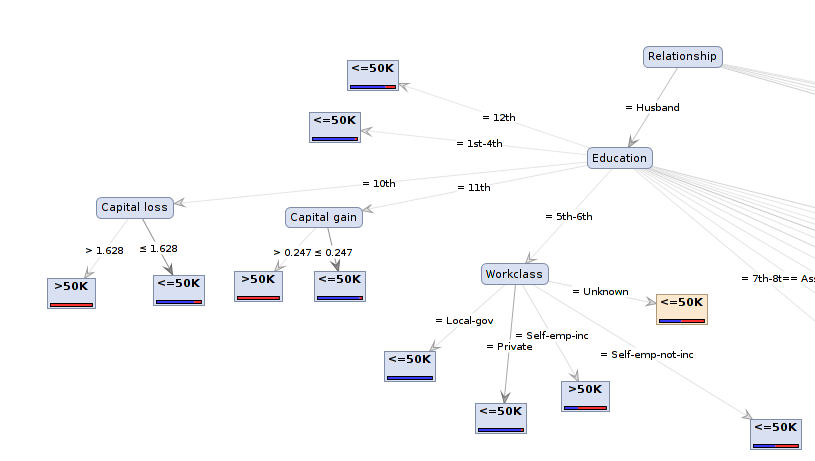 Relationship
<=50K
= Husband
= 12th
<=50K
= 1st-4th
Education
= 10th
= 11th
Capital loss
Capital gain
= 5th-6th
> 1.628
≤ 1.628
> 0.247
≤ 0.247
Workclass
= 7th-8t
== Ass
>50K
<=50K
>50K
<=50K
= Unknown
<=50K
= Local-gov
= Self-emp-inc
= Private
= Self-emp-not-inc
<=50K
>50K
<=50K
<=50K